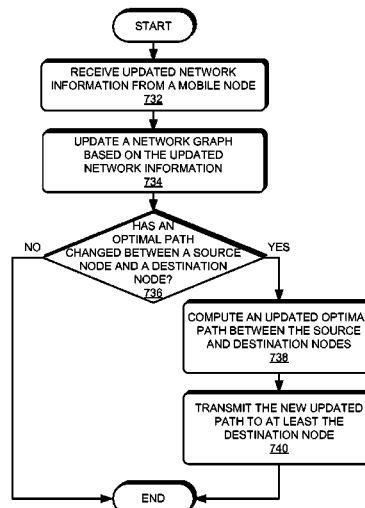 START
RECEIVE UPDATED NETWORK
INFORMATION FROM A MOBILE NODE
732
UPDATE A NETWORK GRAPH
BASED ON THE UPDATED
NETWORK INFORMATION
734
HAS AN
OPTIMAL PATH
CHANGED BETWEEN A SOURCE
NODE AND A DESTINATION
NODE?
736
NO
YES
COMPUTE AN UPDATED OPTIMA
PATH BETWEEN THE SOURCE
AND DESTINATION NODES
738
TRANSMIT THE NEW UPDATED
PATH TO AT LEAST THE
DESTINATION NODE
740
END